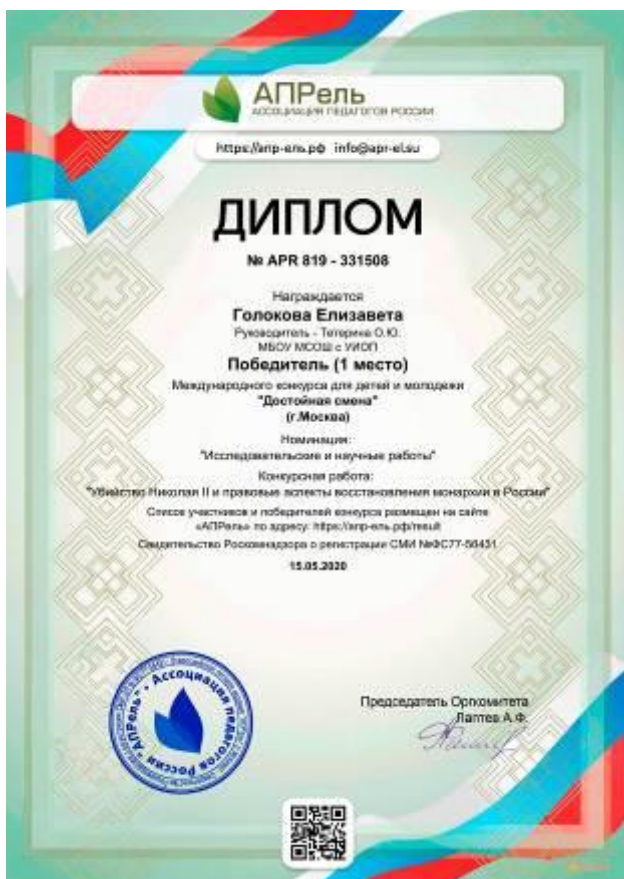 АПРель
АССОЦИАЦИЯ ПЕДАГОГОВ РОССИИ
https://апр-ель.рф info@apr-el.su
ДИПЛОМ
№ APR 819 - 331508
Награждается
Голокова Елизавета
Руководитель - Тетерина О.Ю.
МБОУ МСОШ с УИОП
Победитель (1 место)
Международного конкурса для детей и молодежи
"Достойная смена"
(г.Москва)
Номинация:
"Исследовательские и научные работы"
Конкурсная работа:
"Убийство Николая II и правовые аспекты восстановления монархии в России"
Список участников и победителей конкурса размещен на сайте
«АПРель» по адресу: https://апр-ель.рф/result
Свидетельство Роскомнадзора о регистрации СМИ №ФС77-56431
15.05.2020
Председатель Оргкомитета
Лаптев А.Ф.
"АПРель" • Ассоциация педагогов России